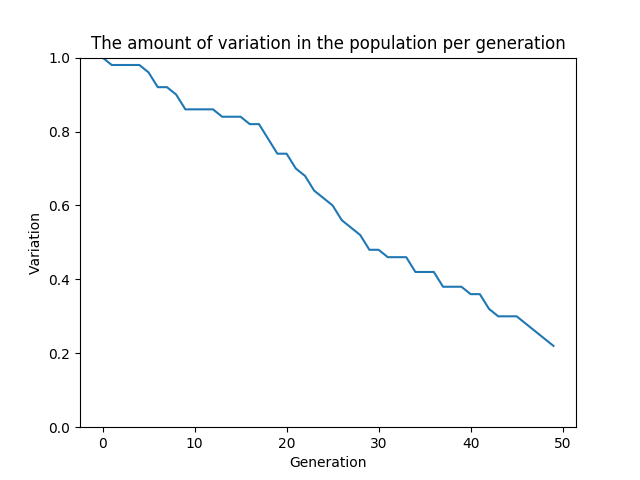 The amount of variation in the population per generation
1.0
0.8
0.6
0.4
0.2
0.0
Variation
0 10 20 30 40 50
Generation